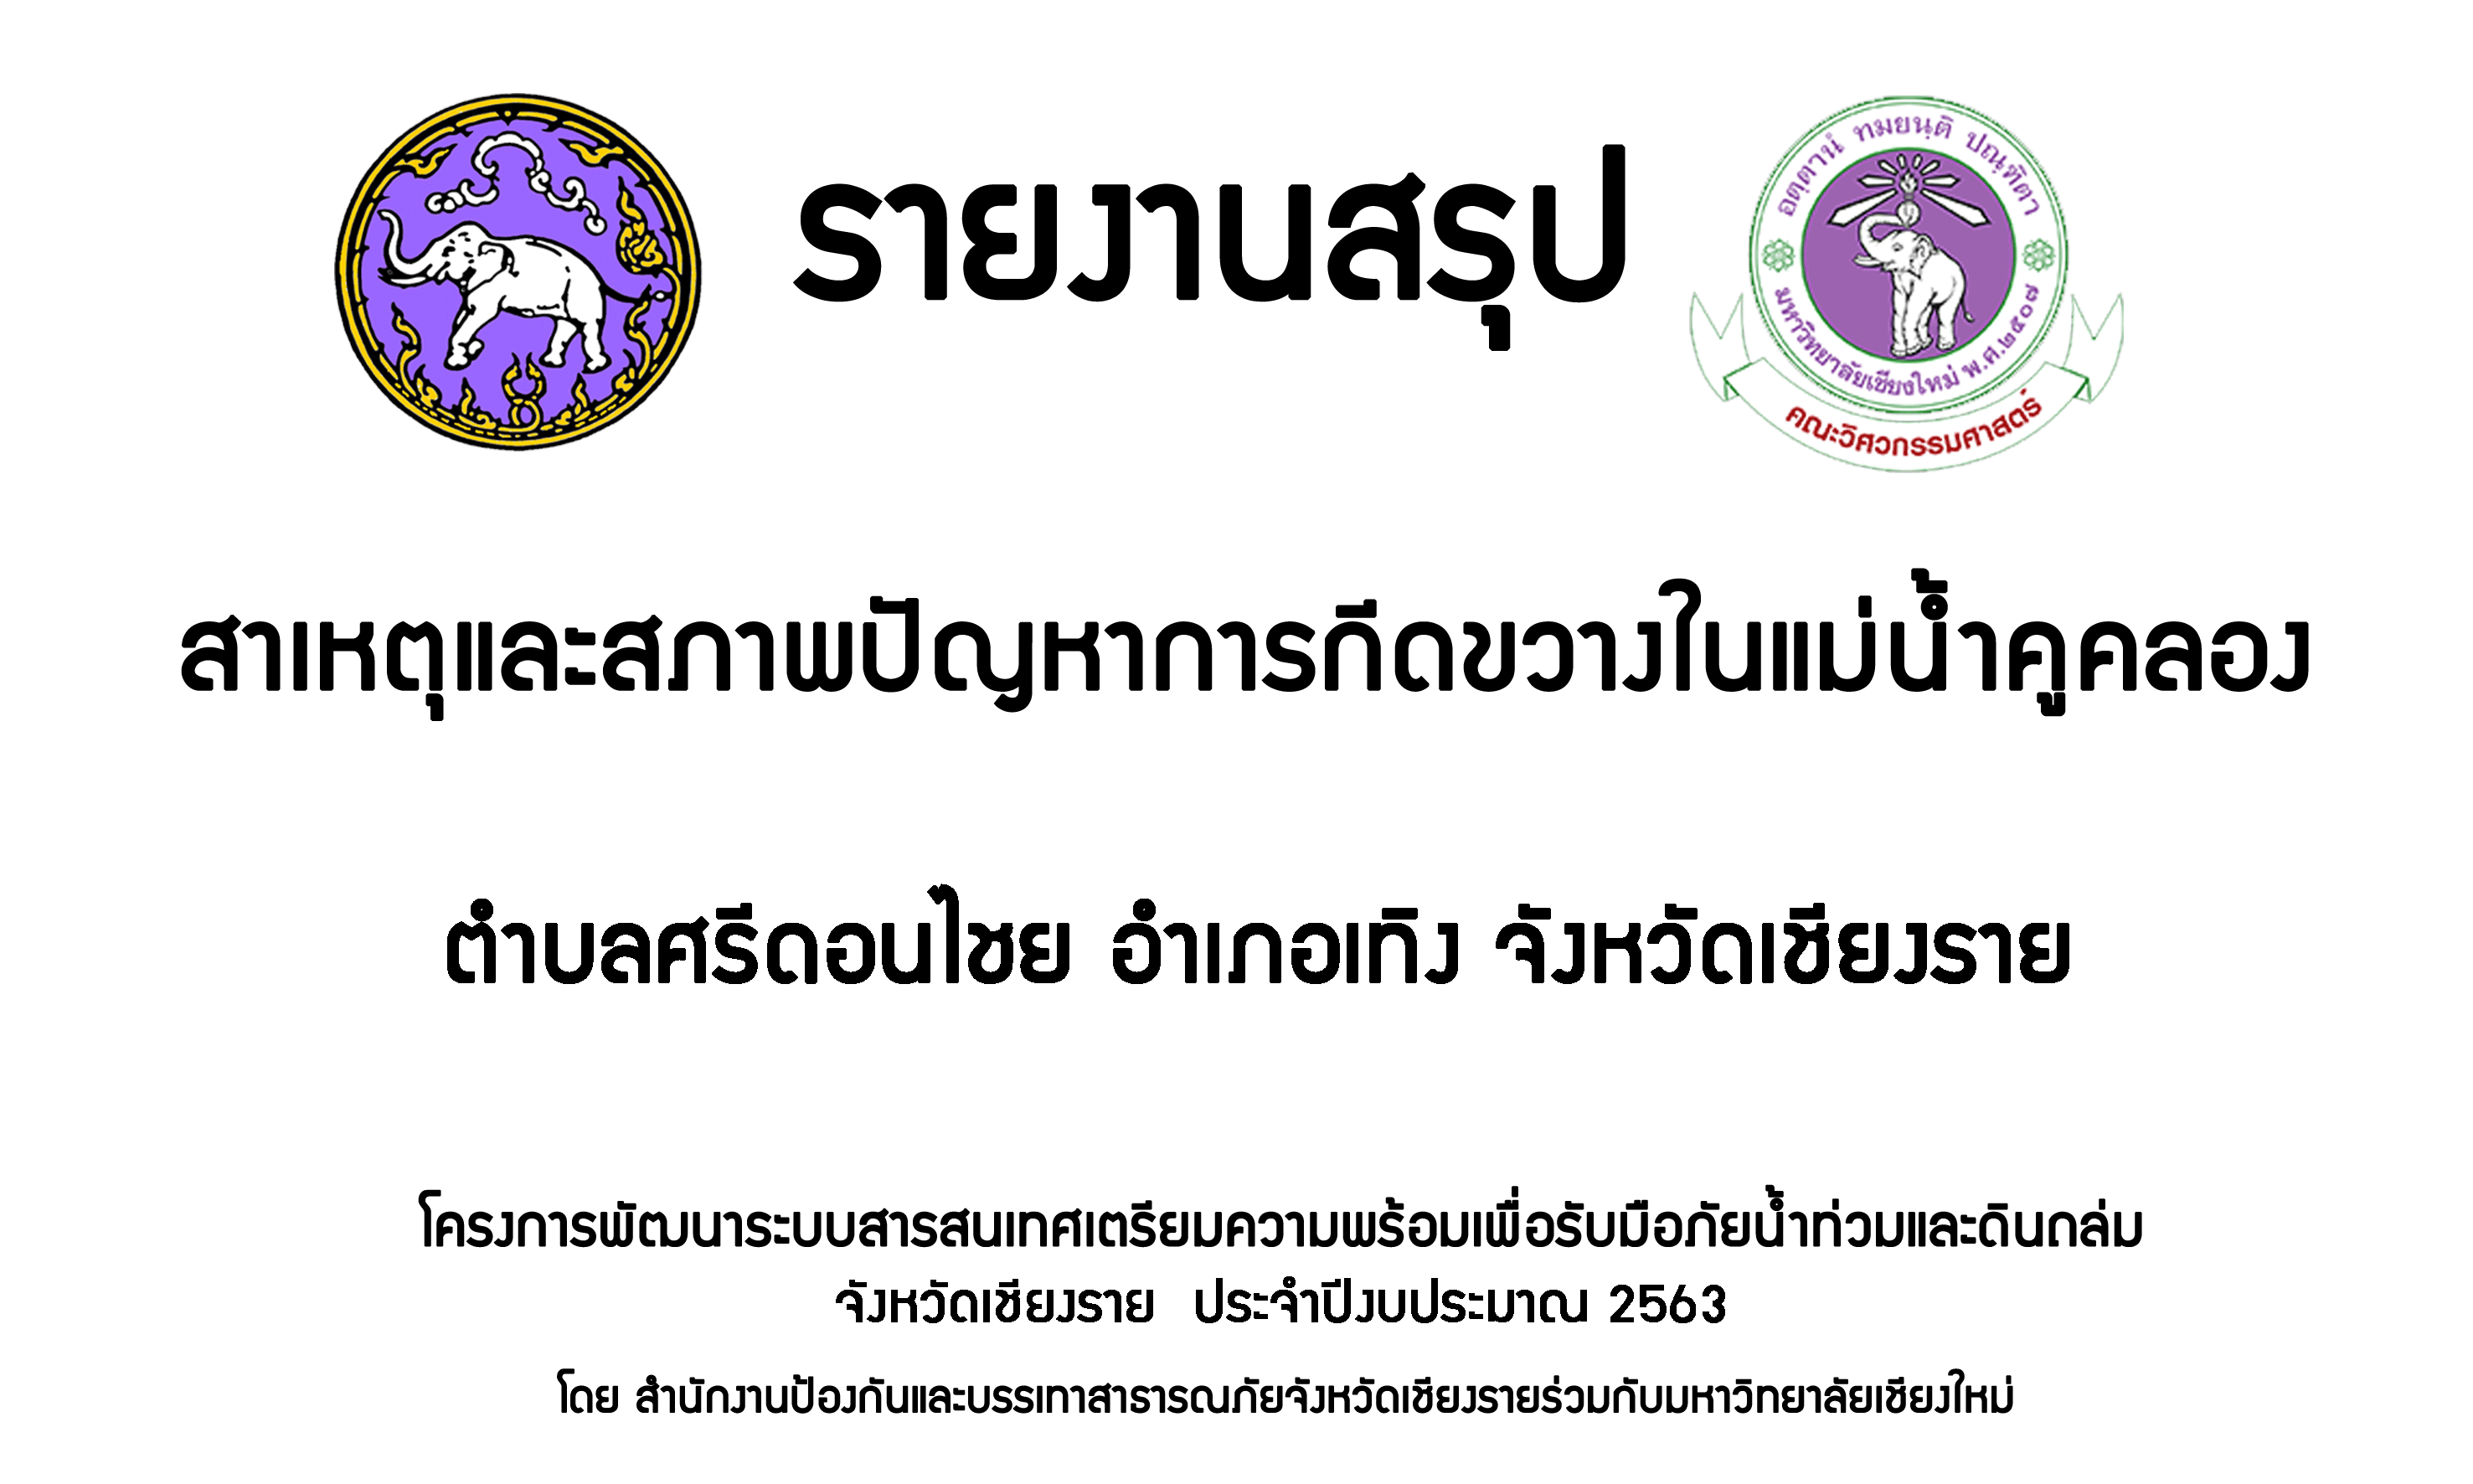 รายงานสรุป
อตฺตานํ ทมยนฺติ ปณฺฑิตา
มหาวิทยาลัยเชียงใหม่ พ.ศ.๒๕๐๗
คณะวิศวกรรมศาสตร์
สาเหตุและสภาพปัญหาการกีดขวางในแม่น้ำคูคลอง
ตำบลศรีดอนไชย อำเภอเทิง จังหวัดเชียงราย
โครงการพัฒนาระบบสารสนเทศเตรียมความพร้อมเพื่อรับมือภัยน้ำท่วมและดินถล่ม
จังหวัดเชียงราย ประจำปีงบประมาณ 2563
โดย สำนักงานป้องกันและบรรเทาสาธารณภัยจังหวัดเชียงรายร่วมกับมหาวิทยาลัยเชียงใหม่